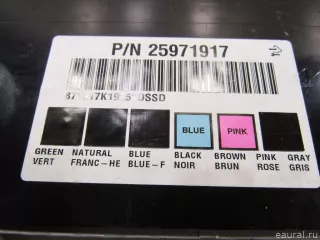 P/N 25971917
BLUE PINK
GREEN NATURAL BLUE BLACK BROWN PINK GRAY
VERT FRANC-HE BLUE-F NOIR BRUN ROSE GRIS
eaural.ru